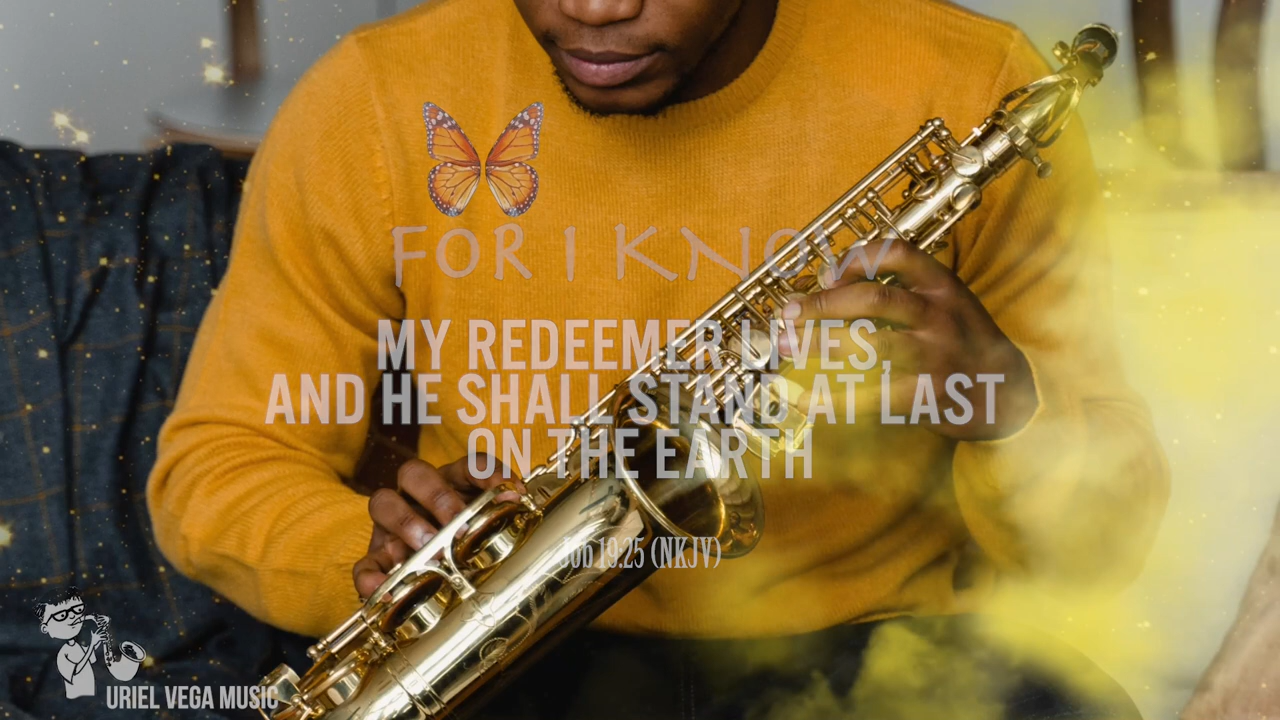 FOR I KNOW
MY REDEEMER LIVES,
AND HE SHALL STAND AT LAST
ON THE EARTH
Job 19:25 (NKJV)
URIEL VEGA MUSIC